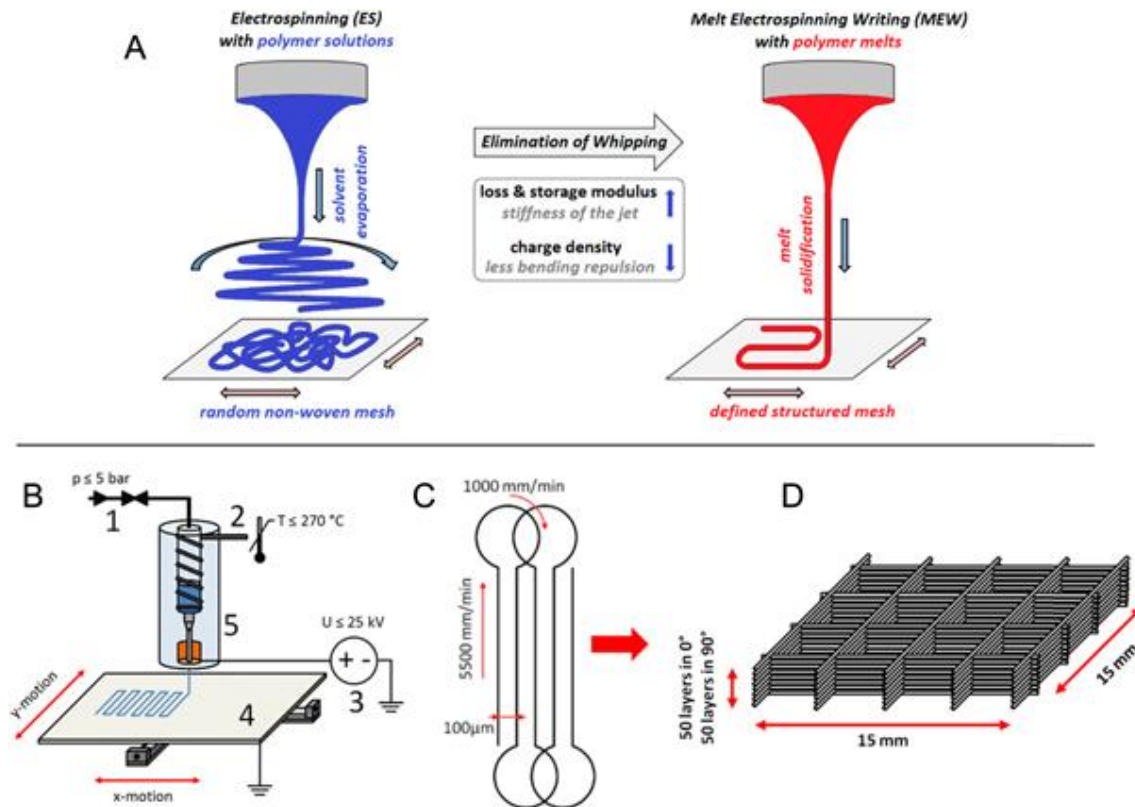 A
Electrospinning (ES)
with polymer solutions
solvent
evaporation
random non-woven mesh
Elimination of Whipping
loss & storage modulus
stiffness of the jet
charge density
less bending repulsion
Melt Electrospinning Writing (MEW)
with polymer melts
melt
solidification
defined structured mesh
B
p ≤ 5 bar
1
2
T ≤ 270 °C
5
U ≤ 25 kV
+ -
3
4
y-motion
x-motion
C
1000 mm/min
5500 mm/min
100µm
D
50 layers in 0°
50 layers in 90°
15 mm
15 mm